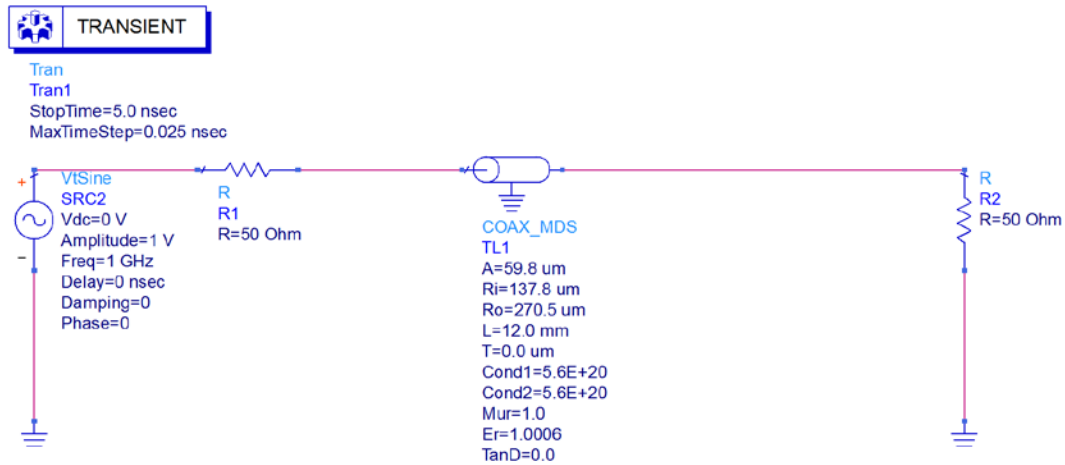 TRANSIENT
Tran
Tran1
StopTime=5.0 nsec
MaxTimeStep=0.025 nsec
+
VtSine
SRC2
Vdc=0 V
Amplitude=1 V
Freq=1 GHz
Delay=0 nsec
Damping=0
Phase=0
−
R
R1
R=50 Ohm
COAX_MDS
TL1
A=59.8 um
Ri=137.8 um
Ro=270.5 um
L=12.0 mm
T=0.0 um
Cond1=5.6E+20
Cond2=5.6E+20
Mur=1.0
Er=1.0006
TanD=0.0
R
R2
R=50 Ohm